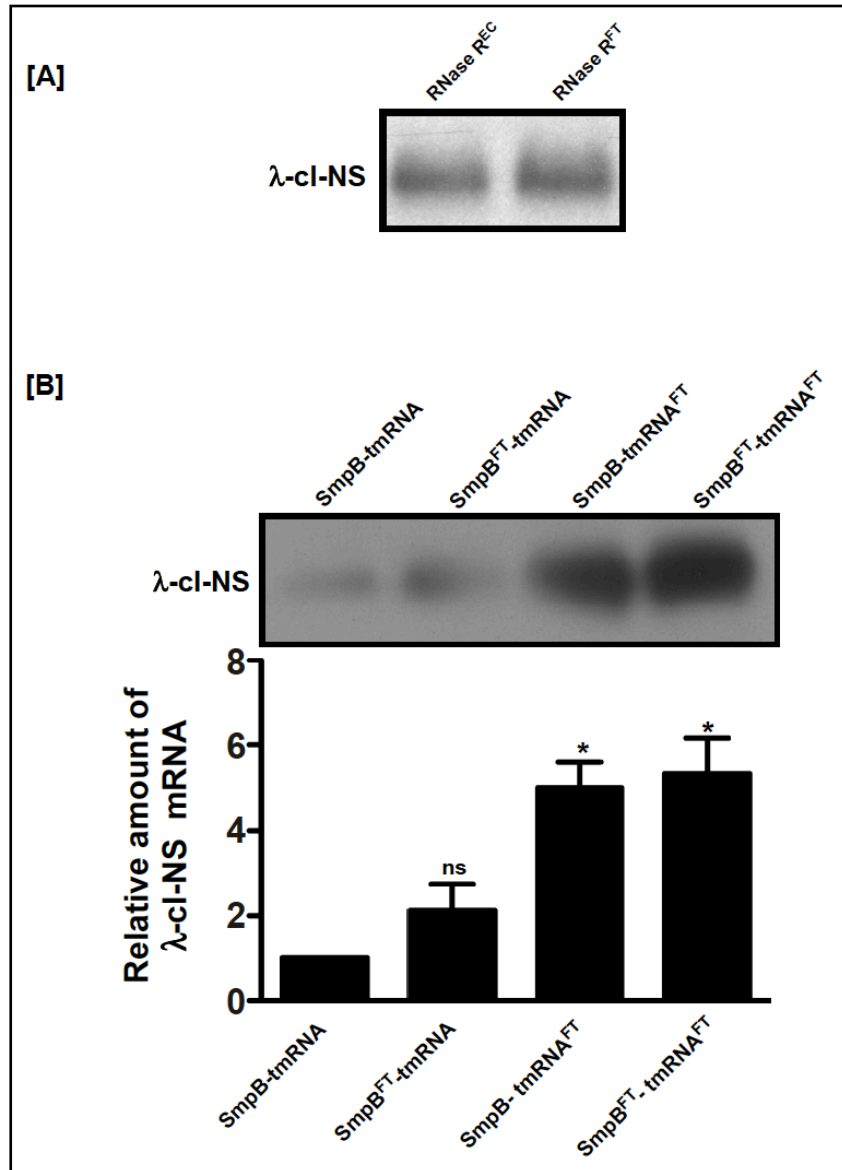 [A]
RNase R^EC RNase R^FT
λ-cI-NS
[B]
SmpB-tmRNA SmpB^FT-tmRNA SmpB-tmRNA^FT SmpB^FT-tmRNA^FT
λ-cI-NS
Relative amount of
λ-cI-NS mRNA
8
6
4
2
0
ns
*
*
SmpB-tmRNA SmpB^FT-tmRNA SmpB- tmRNA^FT SmpB^FT- tmRNA^FT